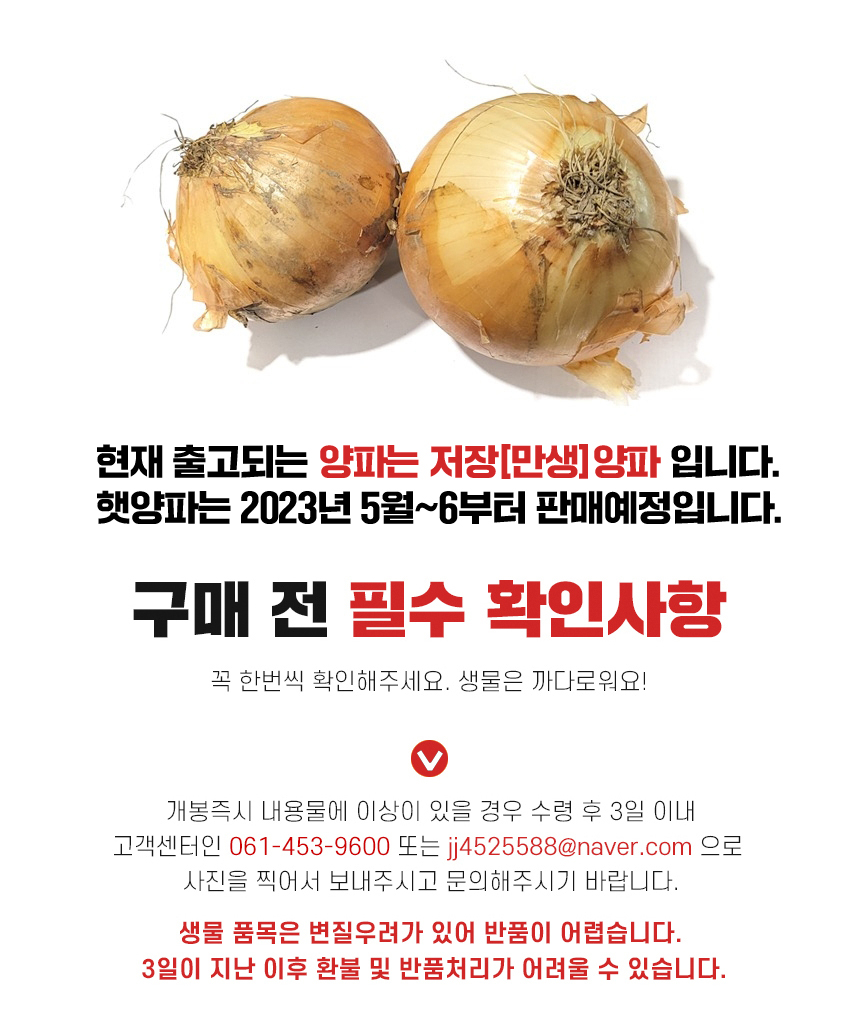 현재 출고되는 양파는 저장[만생]양파 입니다.
햇양파는 2023년 5월~6부터 판매예정입니다.
구매 전 필수 확인사항
꼭 한번씩 확인해주세요. 생물은 까다로워요!
개봉즉시 내용물에 이상이 있을 경우 수령 후 3일 이내
고객센터인 061-453-9600 또는 jj4525588@naver.com 으로
사진을 찍어서 보내주시고 문의해주시기 바랍니다.
생물 품목은 변질우려가 있어 반품이 어렵습니다.
3일이 지난 이후 환불 및 반품처리가 어려울 수 있습니다.